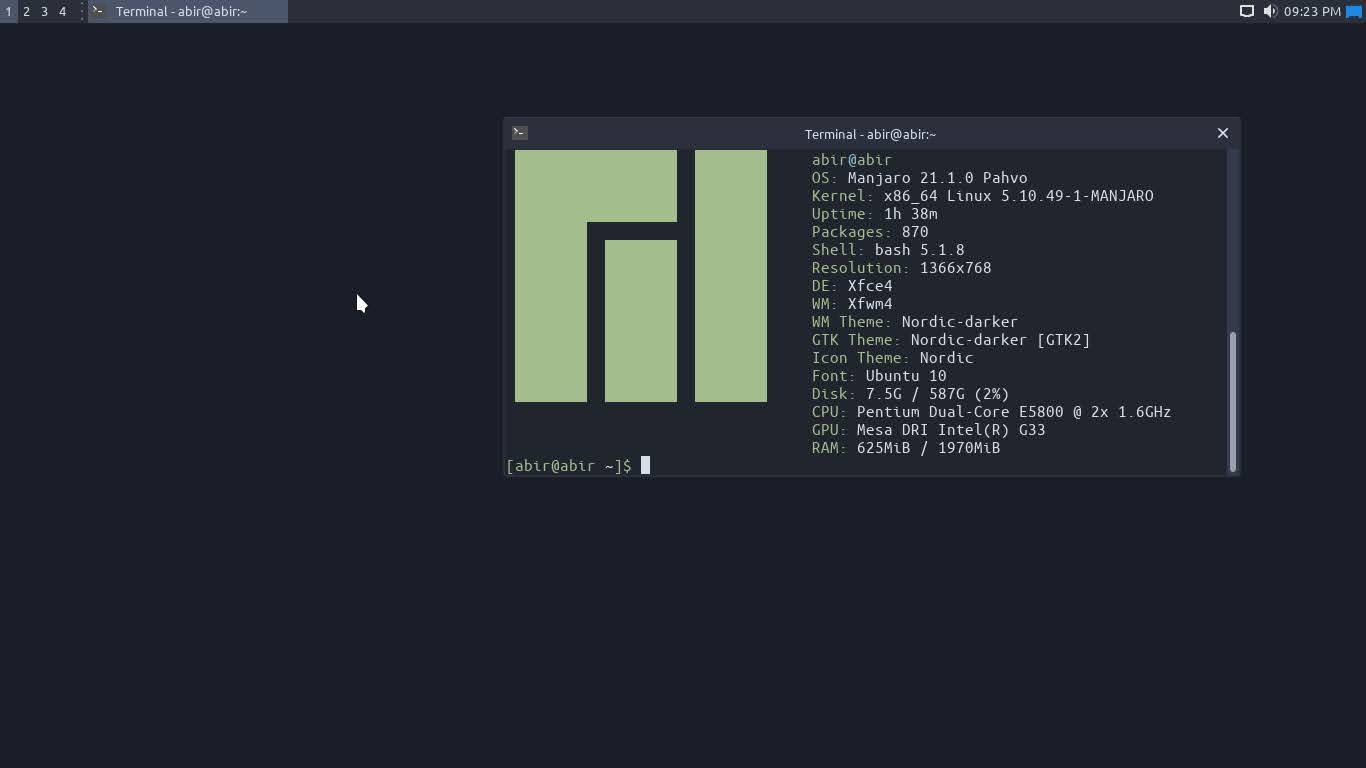 1 2 3 4 Terminal - abir@abir:~ 09:23 PM
Terminal - abir@abir:~
abir@abir
OS: Manjaro 21.1.0 Pahvo
Kernel: x86_64 Linux 5.10.49-1-MANJARO
Uptime: 1h 38m
Packages: 870
Shell: bash 5.1.8
Resolution: 1366x768
DE: Xfce4
WM: Xfwm4
WM Theme: Nordic-darker
GTK Theme: Nordic-darker [GTK2]
Icon Theme: Nordic
Font: Ubuntu 10
Disk: 7.5G / 587G (2%)
CPU: Pentium Dual-Core E5800 @ 2x 1.6GHz
GPU: Mesa DRI Intel(R) G33
RAM: 625MiB / 1970MiB
[abir@abir ~]$